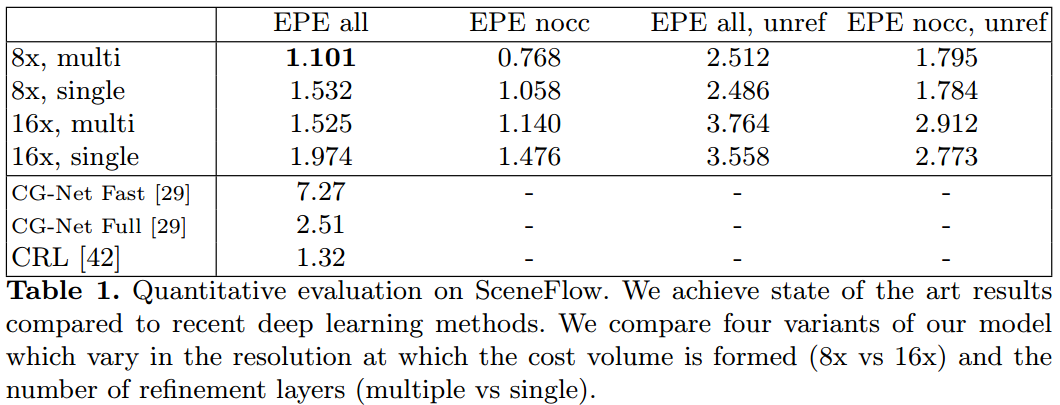 EPE all EPE nocc EPE all, unref EPE nocc, unref
8x, multi 1.101 0.768 2.512 1.795
8x, single 1.532 1.058 2.486 1.784
16x, multi 1.525 1.140 3.764 2.912
16x, single 1.974 1.476 3.558 2.773
CG-Net Fast [29] 7.27 - - -
CG-Net Full [29] 2.51 - - -
CRL [42] 1.32 - - -
Table 1. Quantitative evaluation on SceneFlow. We achieve state of the art results
compared to recent deep learning methods. We compare four variants of our model
which vary in the resolution at which the cost volume is formed (8x vs 16x) and the
number of refinement layers (multiple vs single).